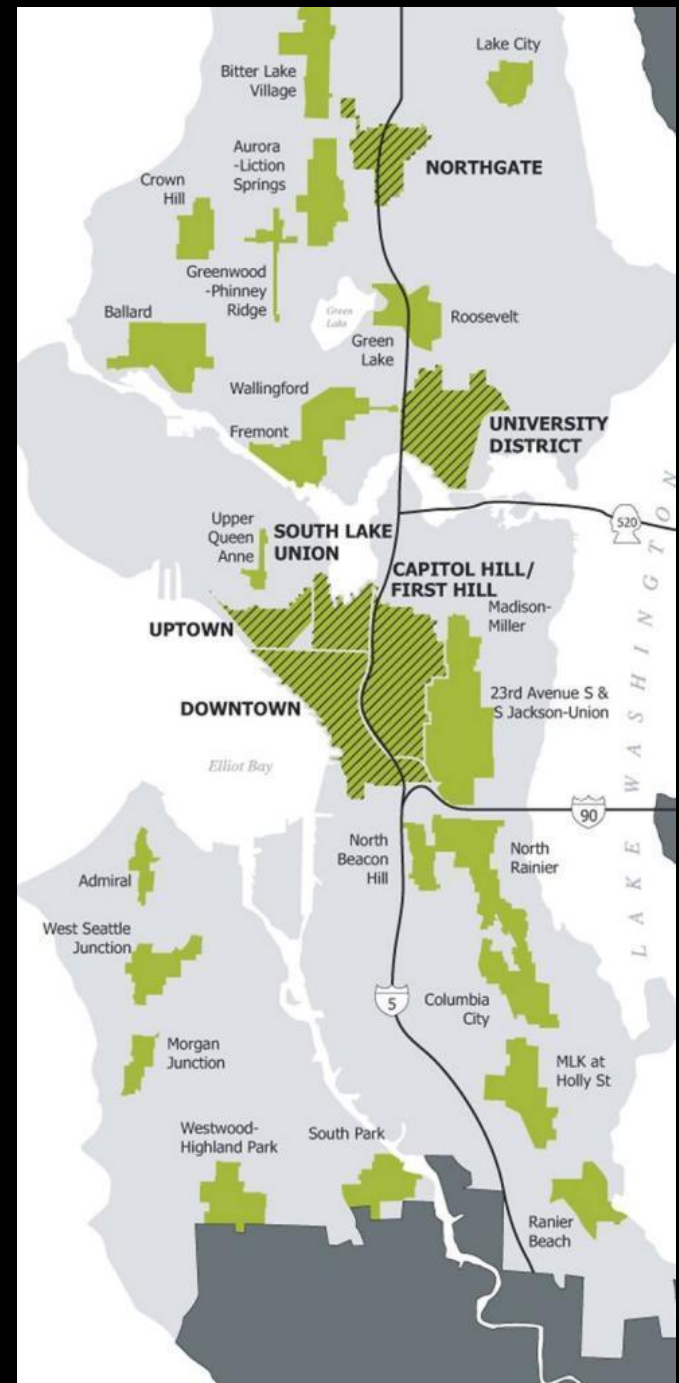 Lake City
Bitter Lake
Village
Aurora
-Liction
Springs
NORTHGATE
Crown
Hill
Greenwood
-Phinney
Ridge
Ballard
Green
Lake
Roosevelt
Green
Lake
Wallingford
Fremont
UNIVERSITY
DISTRICT
520
Upper
Queen
Anne
SOUTH LAKE
UNION
CAPITOL HILL/
FIRST HILL
Madison-
Miller
UPTOWN
23rd Avenue S &
S Jackson-Union
DOWNTOWN
Elliot Bay
LAKE WASHINGTON
90
North
Beacon
Hill
North
Rainier
Admiral
West Seattle
Junction
5
Columbia
City
Morgan
Junction
MLK at
Holly St
Westwood-
Highland Park
South Park
Ranier
Beach